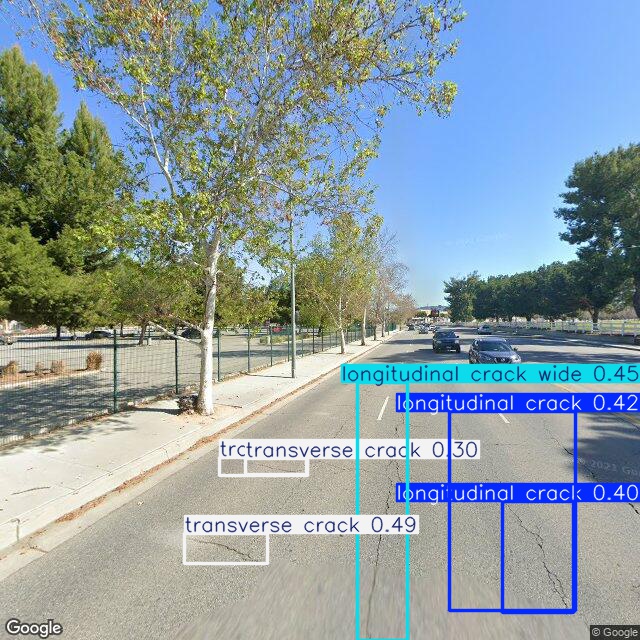 longitudinal crack wide 0.45
longitudinal crack 0.42
trctransverse crack 0.30
longitudinal crack 0.40
transverse crack 0.49
Google
© Google